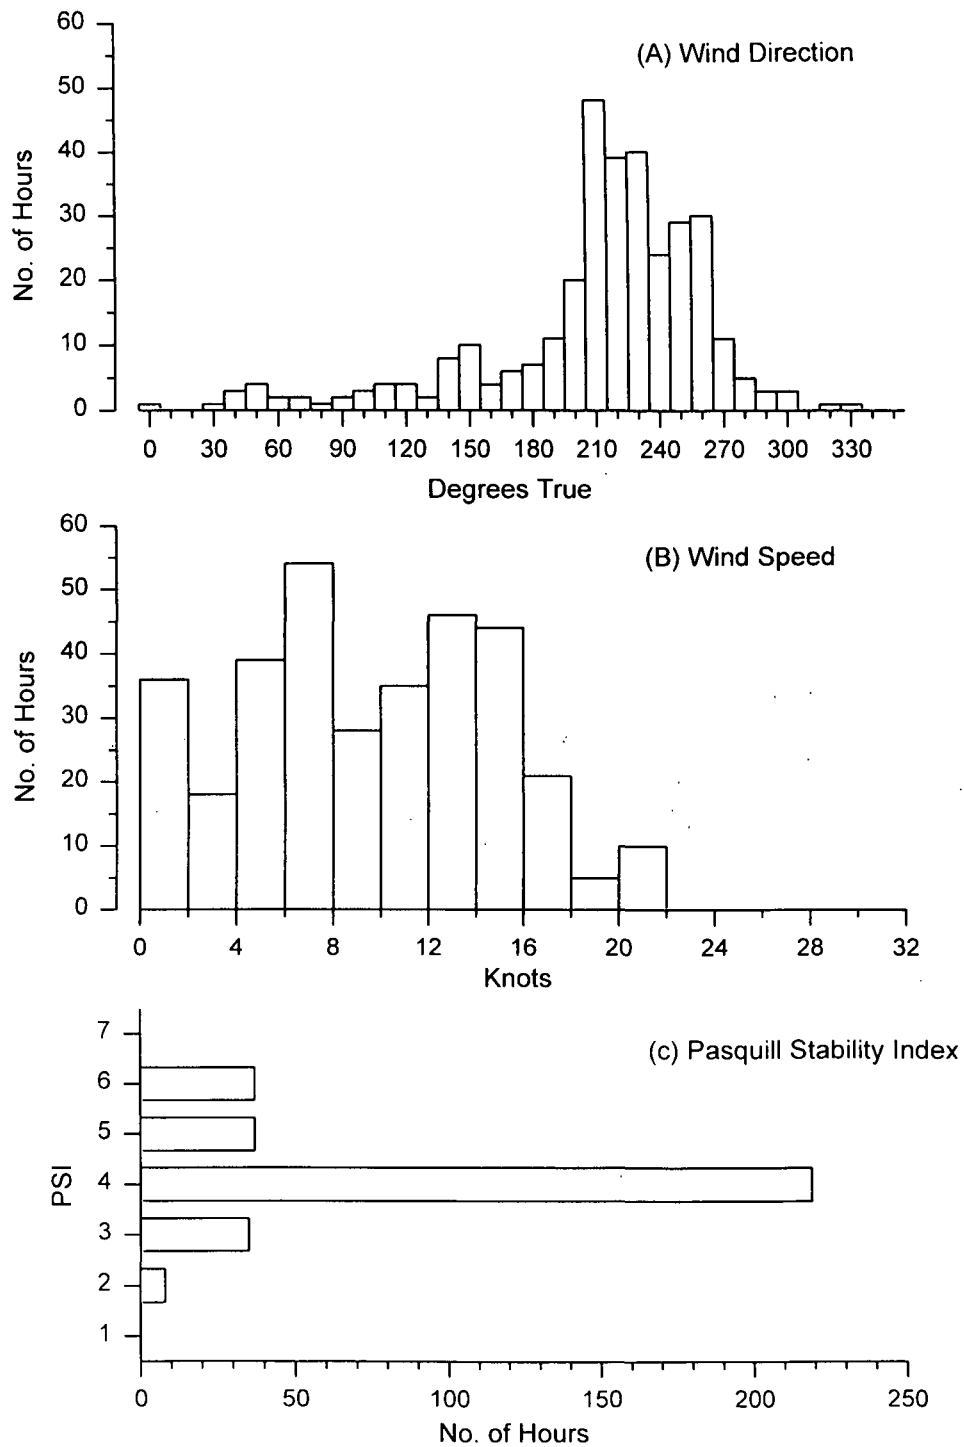 (A) Wind Direction
No. of Hours
60
50
40
30
20
10
0
0 30 60 90 120 150 180 210 240 270 300 330
Degrees True
(B) Wind Speed
No. of Hours
60
50
40
30
20
10
0
0 4 8 12 16 20 24 28 32
Knots
(c) Pasquill Stability Index
PSI
7
6
5
4
3
2
1
0 50 100 150 200 250
No. of Hours